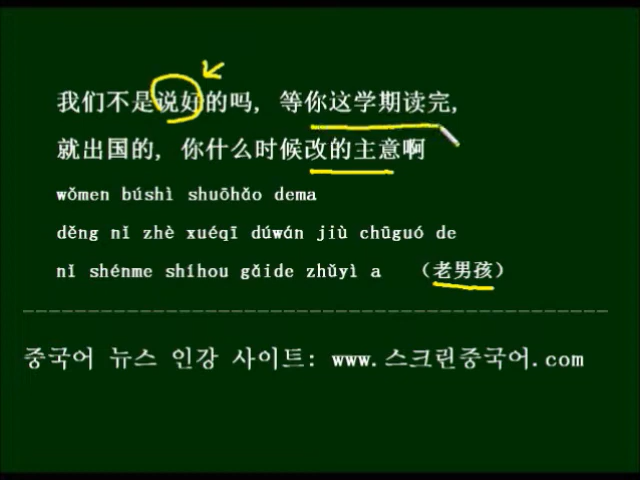 我们不是说好的吗, 等你这学期读完,
就出国的, 你什么时候改的主意啊
wǒmen búshì shuōhǎo dema
děng nǐ zhè xuéqī dúwán jiù chūguó de
nǐ shénme shíhou gǎide zhǔyì a （老男孩）
중국어 뉴스 인강 사이트: www.스크린중국어.com